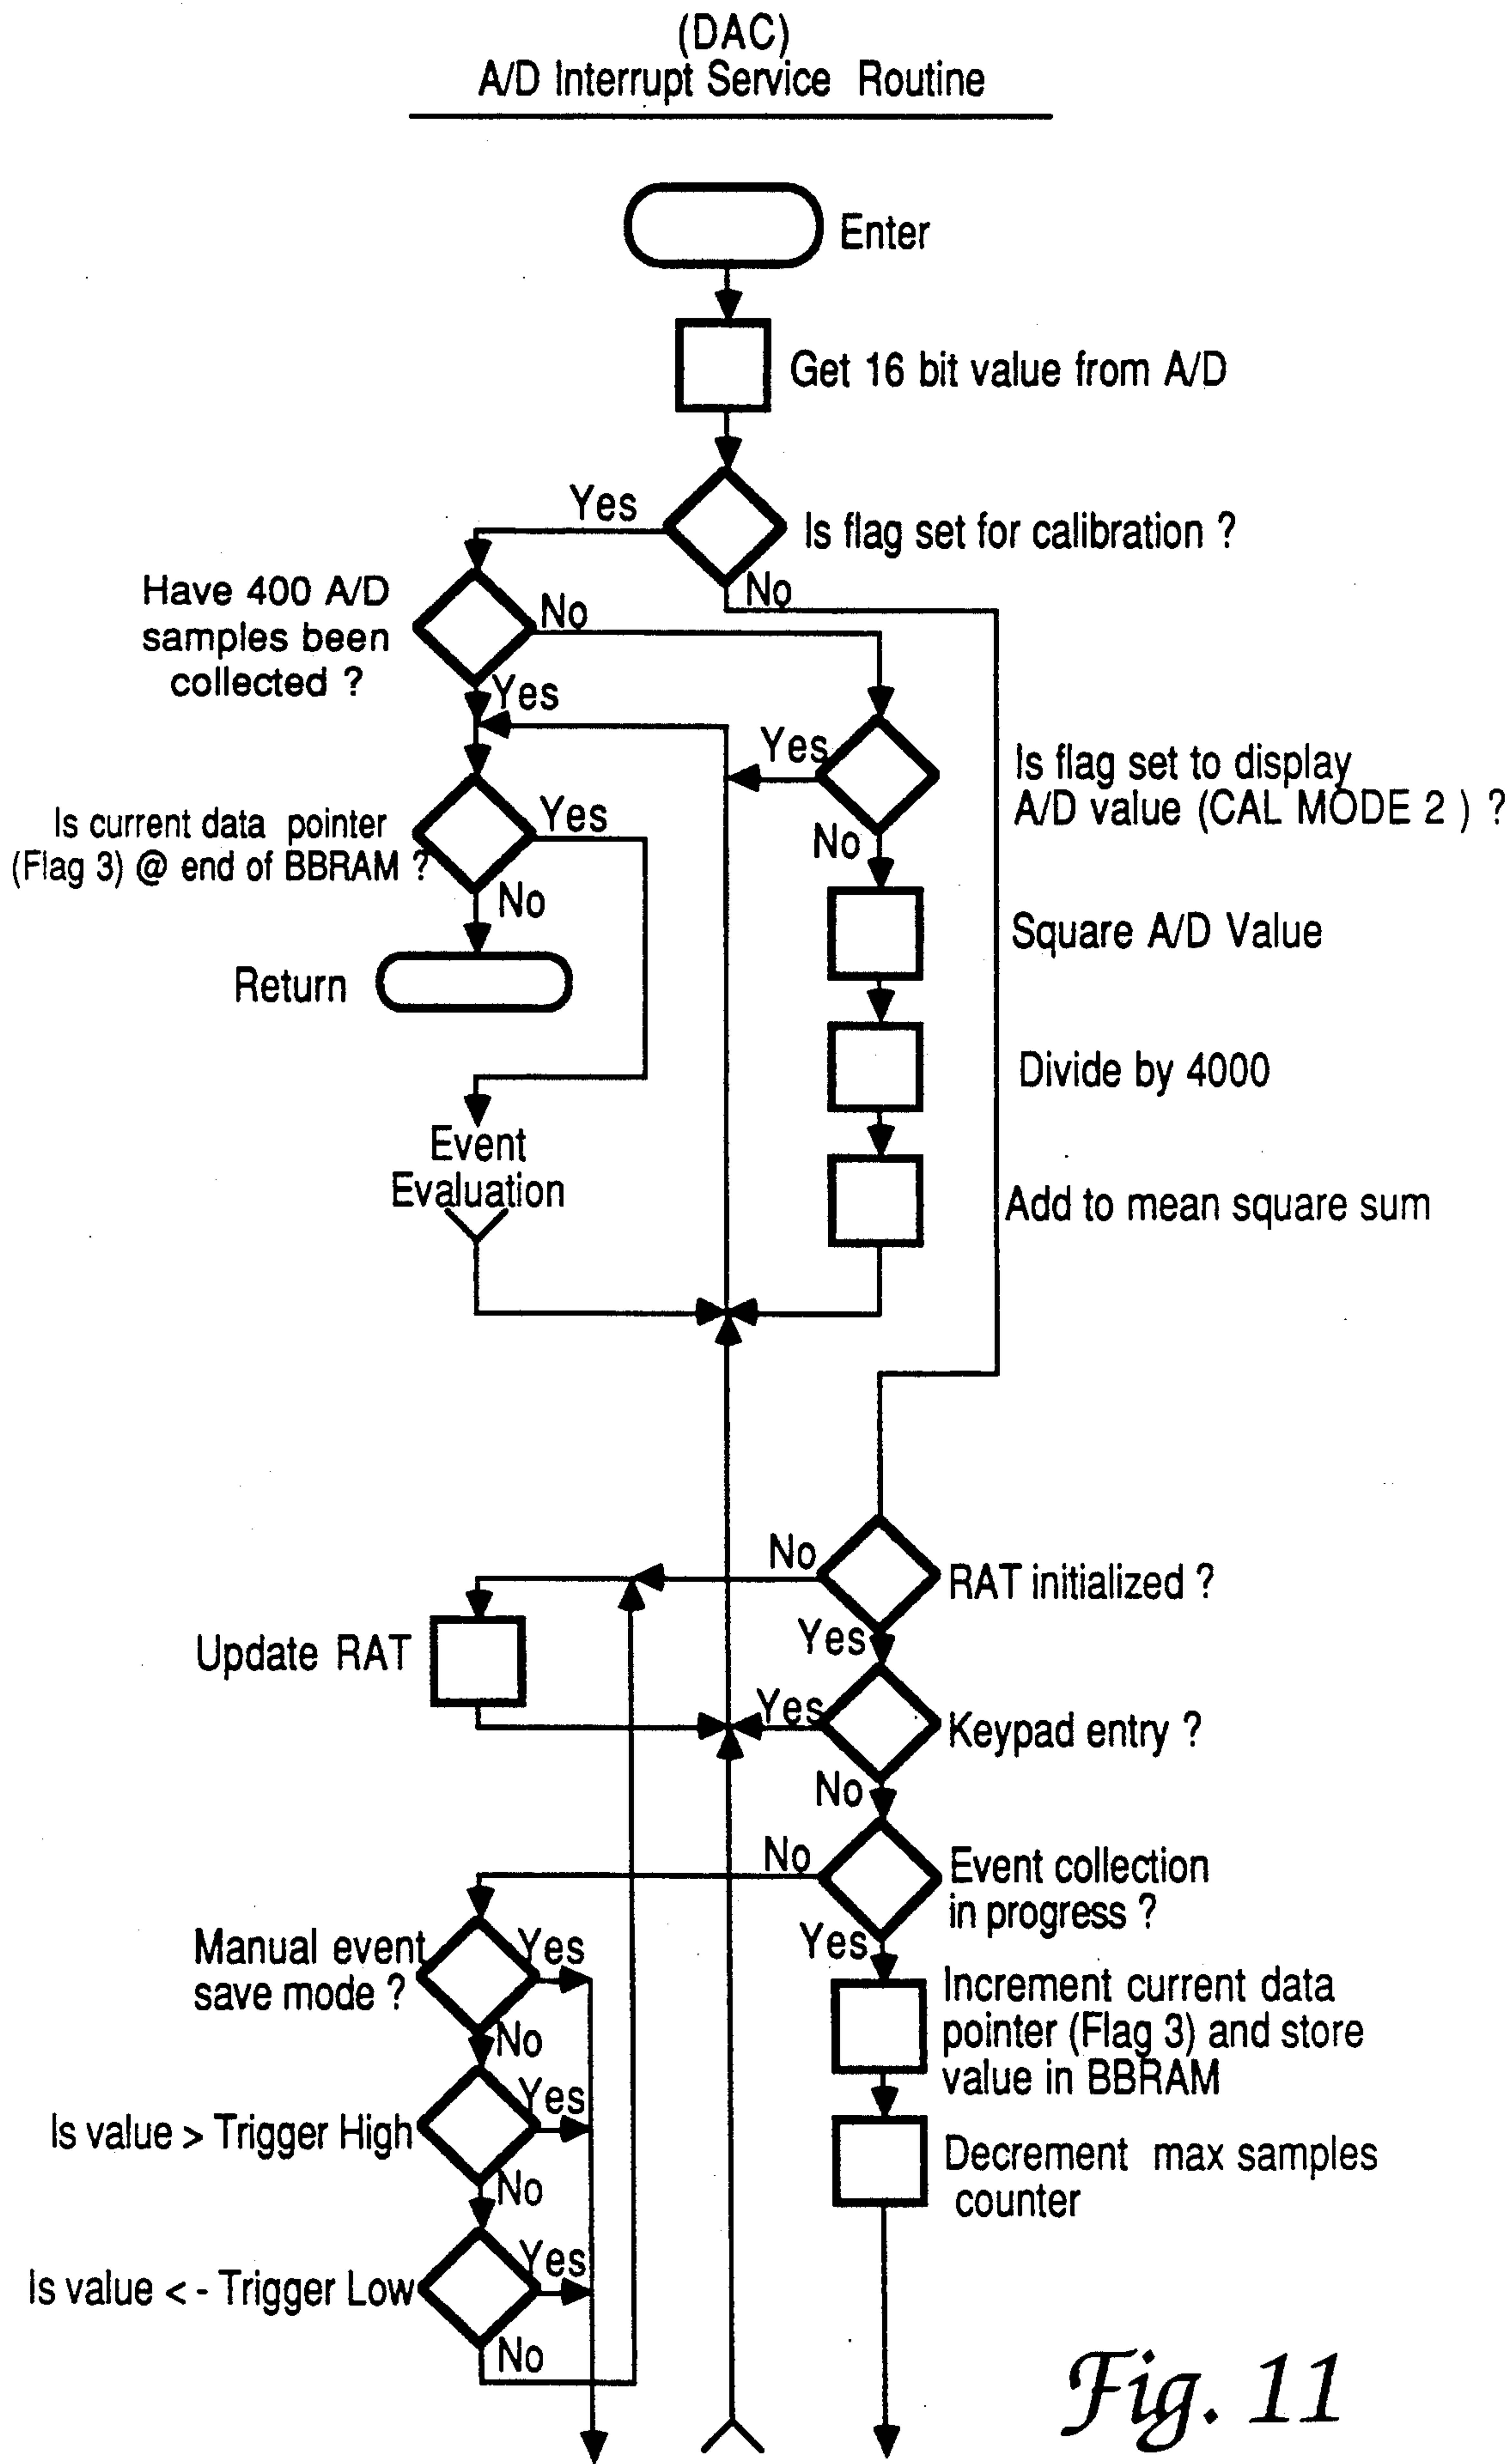 (DAC)
A/D Interrupt Service Routine
Enter
Get 16 bit value from A/D
Yes
Is flag set for calibration ?
No
Have 400 A/D
samples been
collected ?
No
Yes
Yes
Is flag set to display
A/D value (CAL MODE 2 ) ?
Is current data pointer
(Flag 3) @ end of BBRAM ?
Yes
No
No
Square A/D Value
Return
Divide by 4000
Event
Evaluation
Add to mean square sum
No
RAT initialized ?
Yes
Update RAT
Yes
Keypad entry ?
No
No
Event collection
in progress ?
Yes
Manual event
save mode ?
Yes
No
Increment current data
pointer (Flag 3) and store
value in BBRAM
Is value > Trigger High
Yes
No
Decrement max samples
counter
Is value < - Trigger Low
Yes
No
Fig. 11